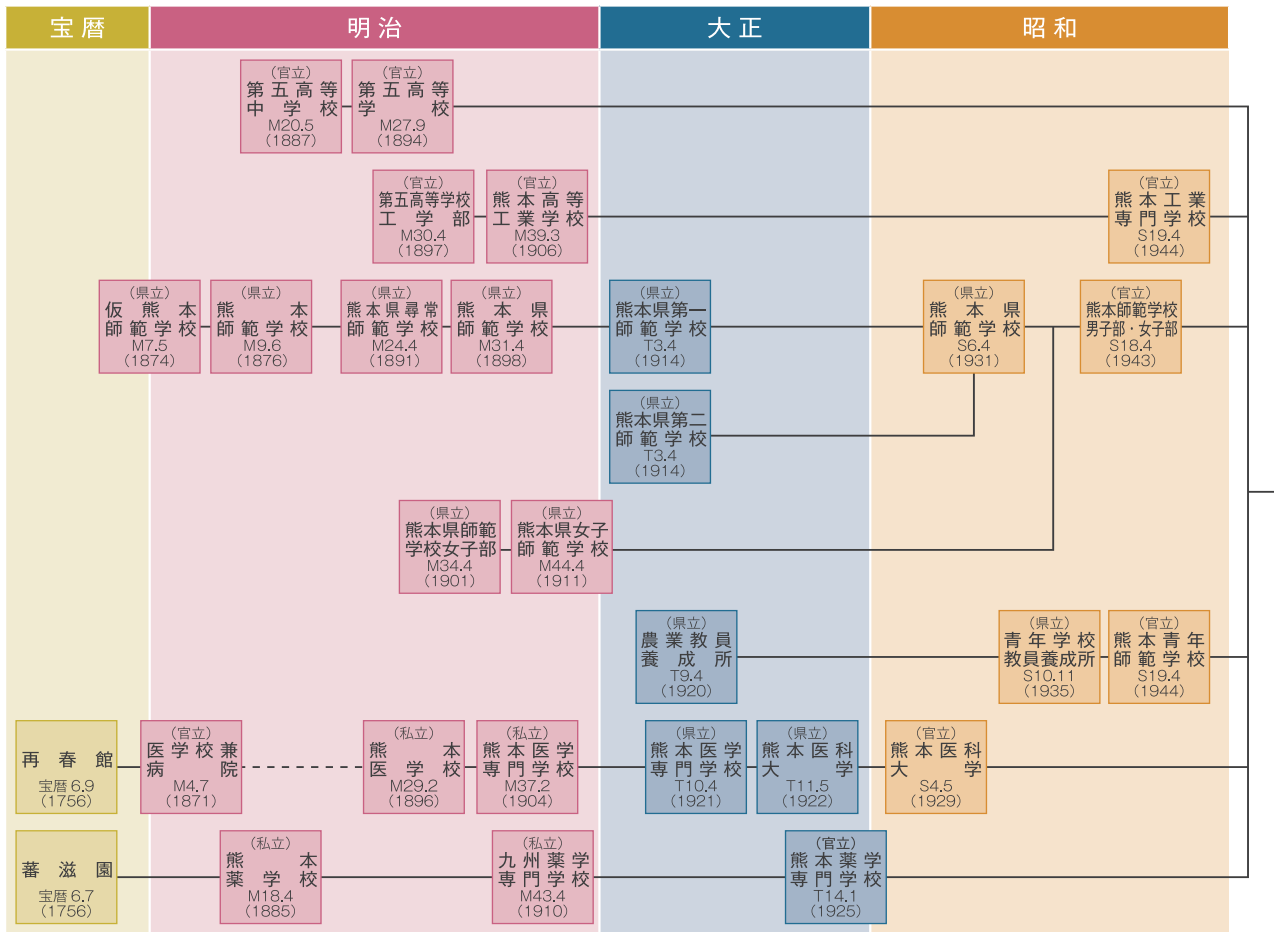 宝暦
明治
大正
昭和
(官立)
第五高等
中学校
M20.5
(1887)
(官立)
第五高等
学校
M27.9
(1894)
(官立)
第五高等学校
工学部
M30.4
(1897)
(官立)
熊本高等
工業学校
M39.3
(1906)
(官立)
熊本工業
専門学校
S19.4
(1944)
(県立)
仮熊本
師範学校
M7.5
(1874)
(県立)
熊本
師範学校
M9.6
(1876)
(県立)
熊本県尋常
師範学校
M24.4
(1891)
(県立)
熊本県
師範学校
M31.4
(1898)
(県立)
熊本県第一
師範学校
T3.4
(1914)
(県立)
熊本県
師範学校
S6.4
(1931)
(官立)
熊本師範学校
男子部・女子部
S18.4
(1943)
(県立)
熊本県第二
師範学校
T3.4
(1914)
(県立)
熊本県師範
学校女子部
M34.4
(1901)
(県立)
熊本県女子
師範学校
M44.4
(1911)
(県立)
農業教員
養成所
T9.4
(1920)
(県立)
青年学校
教員養成所
S10.11
(1935)
(官立)
熊本青年
師範学校
S19.4
(1944)
再春館
宝暦6.9
(1756)
(官立)
医学校兼
病院
M4.7
(1871)
(私立)
熊本
医学校
M29.2
(1896)
(私立)
熊本医学
専門学校
M37.2
(1904)
(県立)
熊本医学
専門学校
T10.4
(1921)
(県立)
熊本医科
大学
T11.5
(1922)
(官立)
熊本医科
大学
S4.5
(1929)
蕃滋園
宝暦6.7
(1756)
(私立)
熊本
薬学校
M18.4
(1885)
(私立)
九州薬学
専門学校
M43.4
(1910)
(官立)
熊本薬学
専門学校
T14.1
(1925)